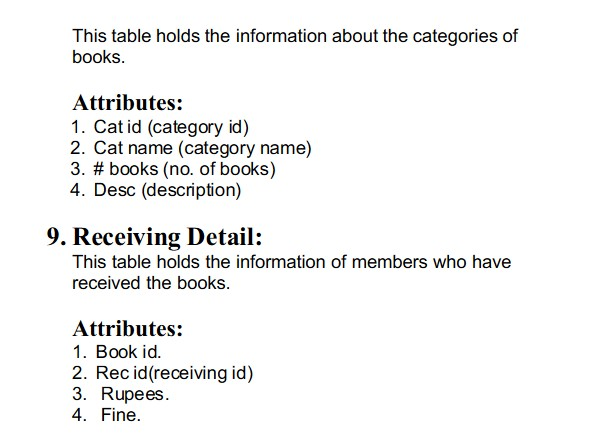 This table holds the information about the categories of
books.
Attributes:
1. Cat id (category id)
2. Cat name (category name)
3. # books (no. of books)
4. Desc (description)
9. Receiving Detail:
This table holds the information of members who have
received the books.
Attributes:
1. Book id.
2. Rec id(receiving id)
3. Rupees.
4. Fine.